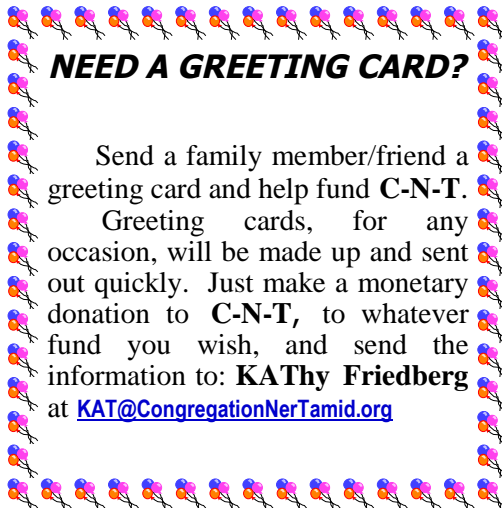 NEED A GREETING CARD?
Send a family member/friend a
greeting card and help fund C-N-T.
Greeting cards, for any
occasion, will be made up and sent
out quickly. Just make a monetary
donation to C-N-T, to whatever
fund you wish, and send the
information to: KAThy Friedberg
at KAT@CongregationNerTamid.org